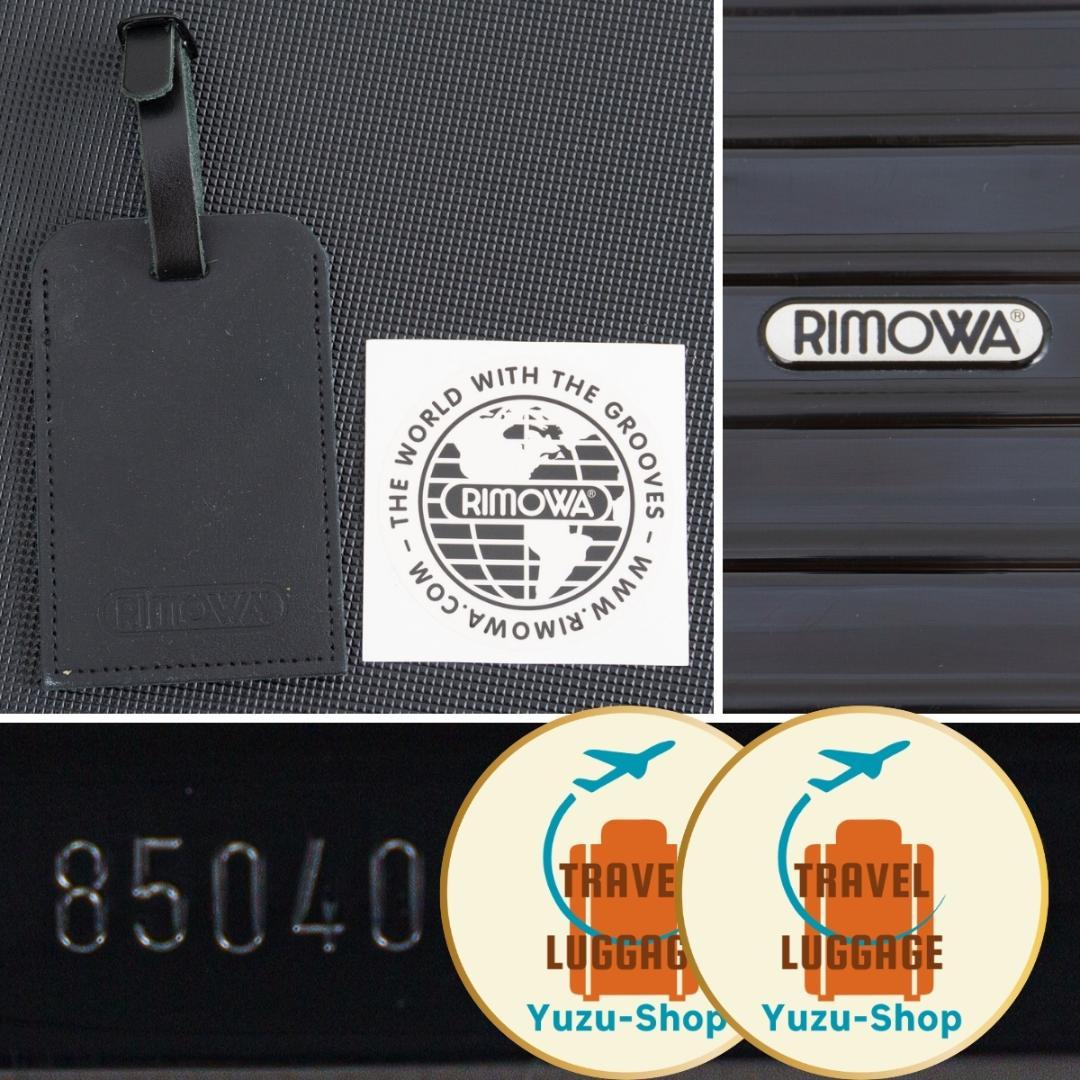 RIMOWA
THE WORLD WITH THE GROOVES – WWW.RIMOWA.COM –
RIMOWA®
RIMOWA®
85040
TRAVE
LUGGAG
Yuzu-Shop
TRAVEL
LUGGAGE
Yuzu-Shop